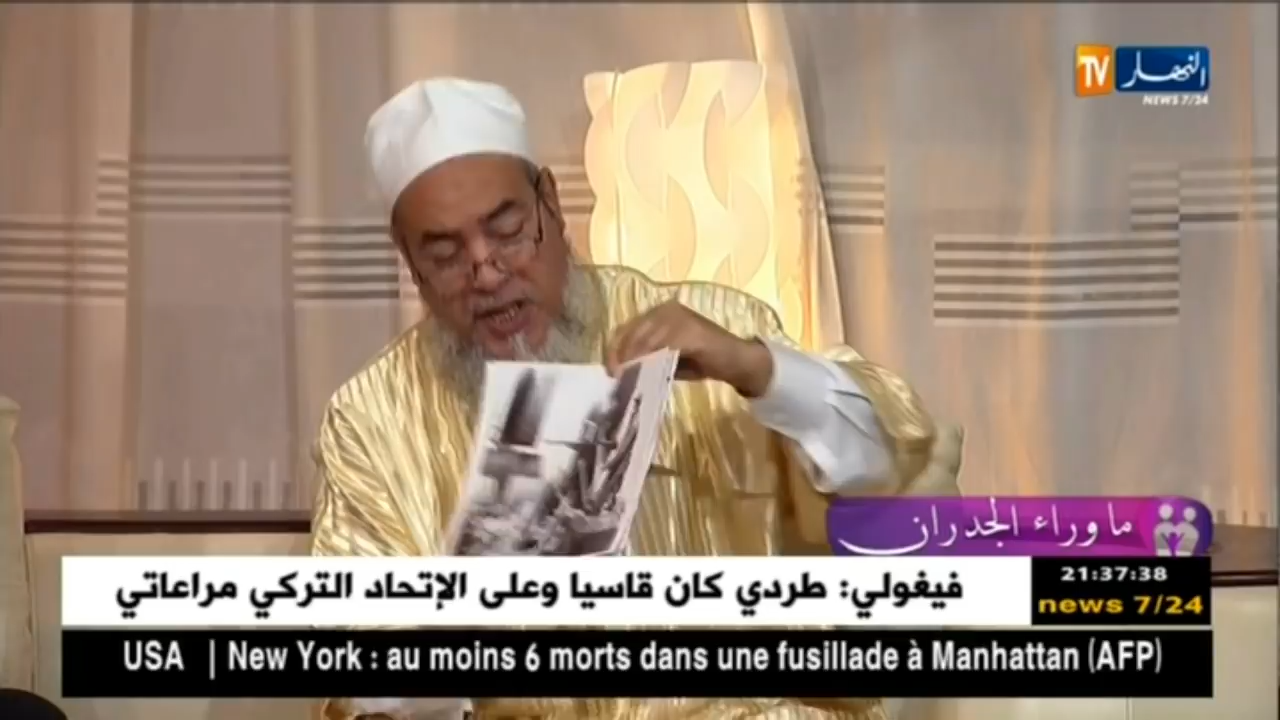 TV النهار
NEWS 7/24
ما وراء الجدران
فيغولي: طردي كان قاسيا وعلى الإتحاد التركي مراعاتي
21:37:38
news 7/24
USA | New York : au moins 6 morts dans une fusillade à Manhattan (AFP)